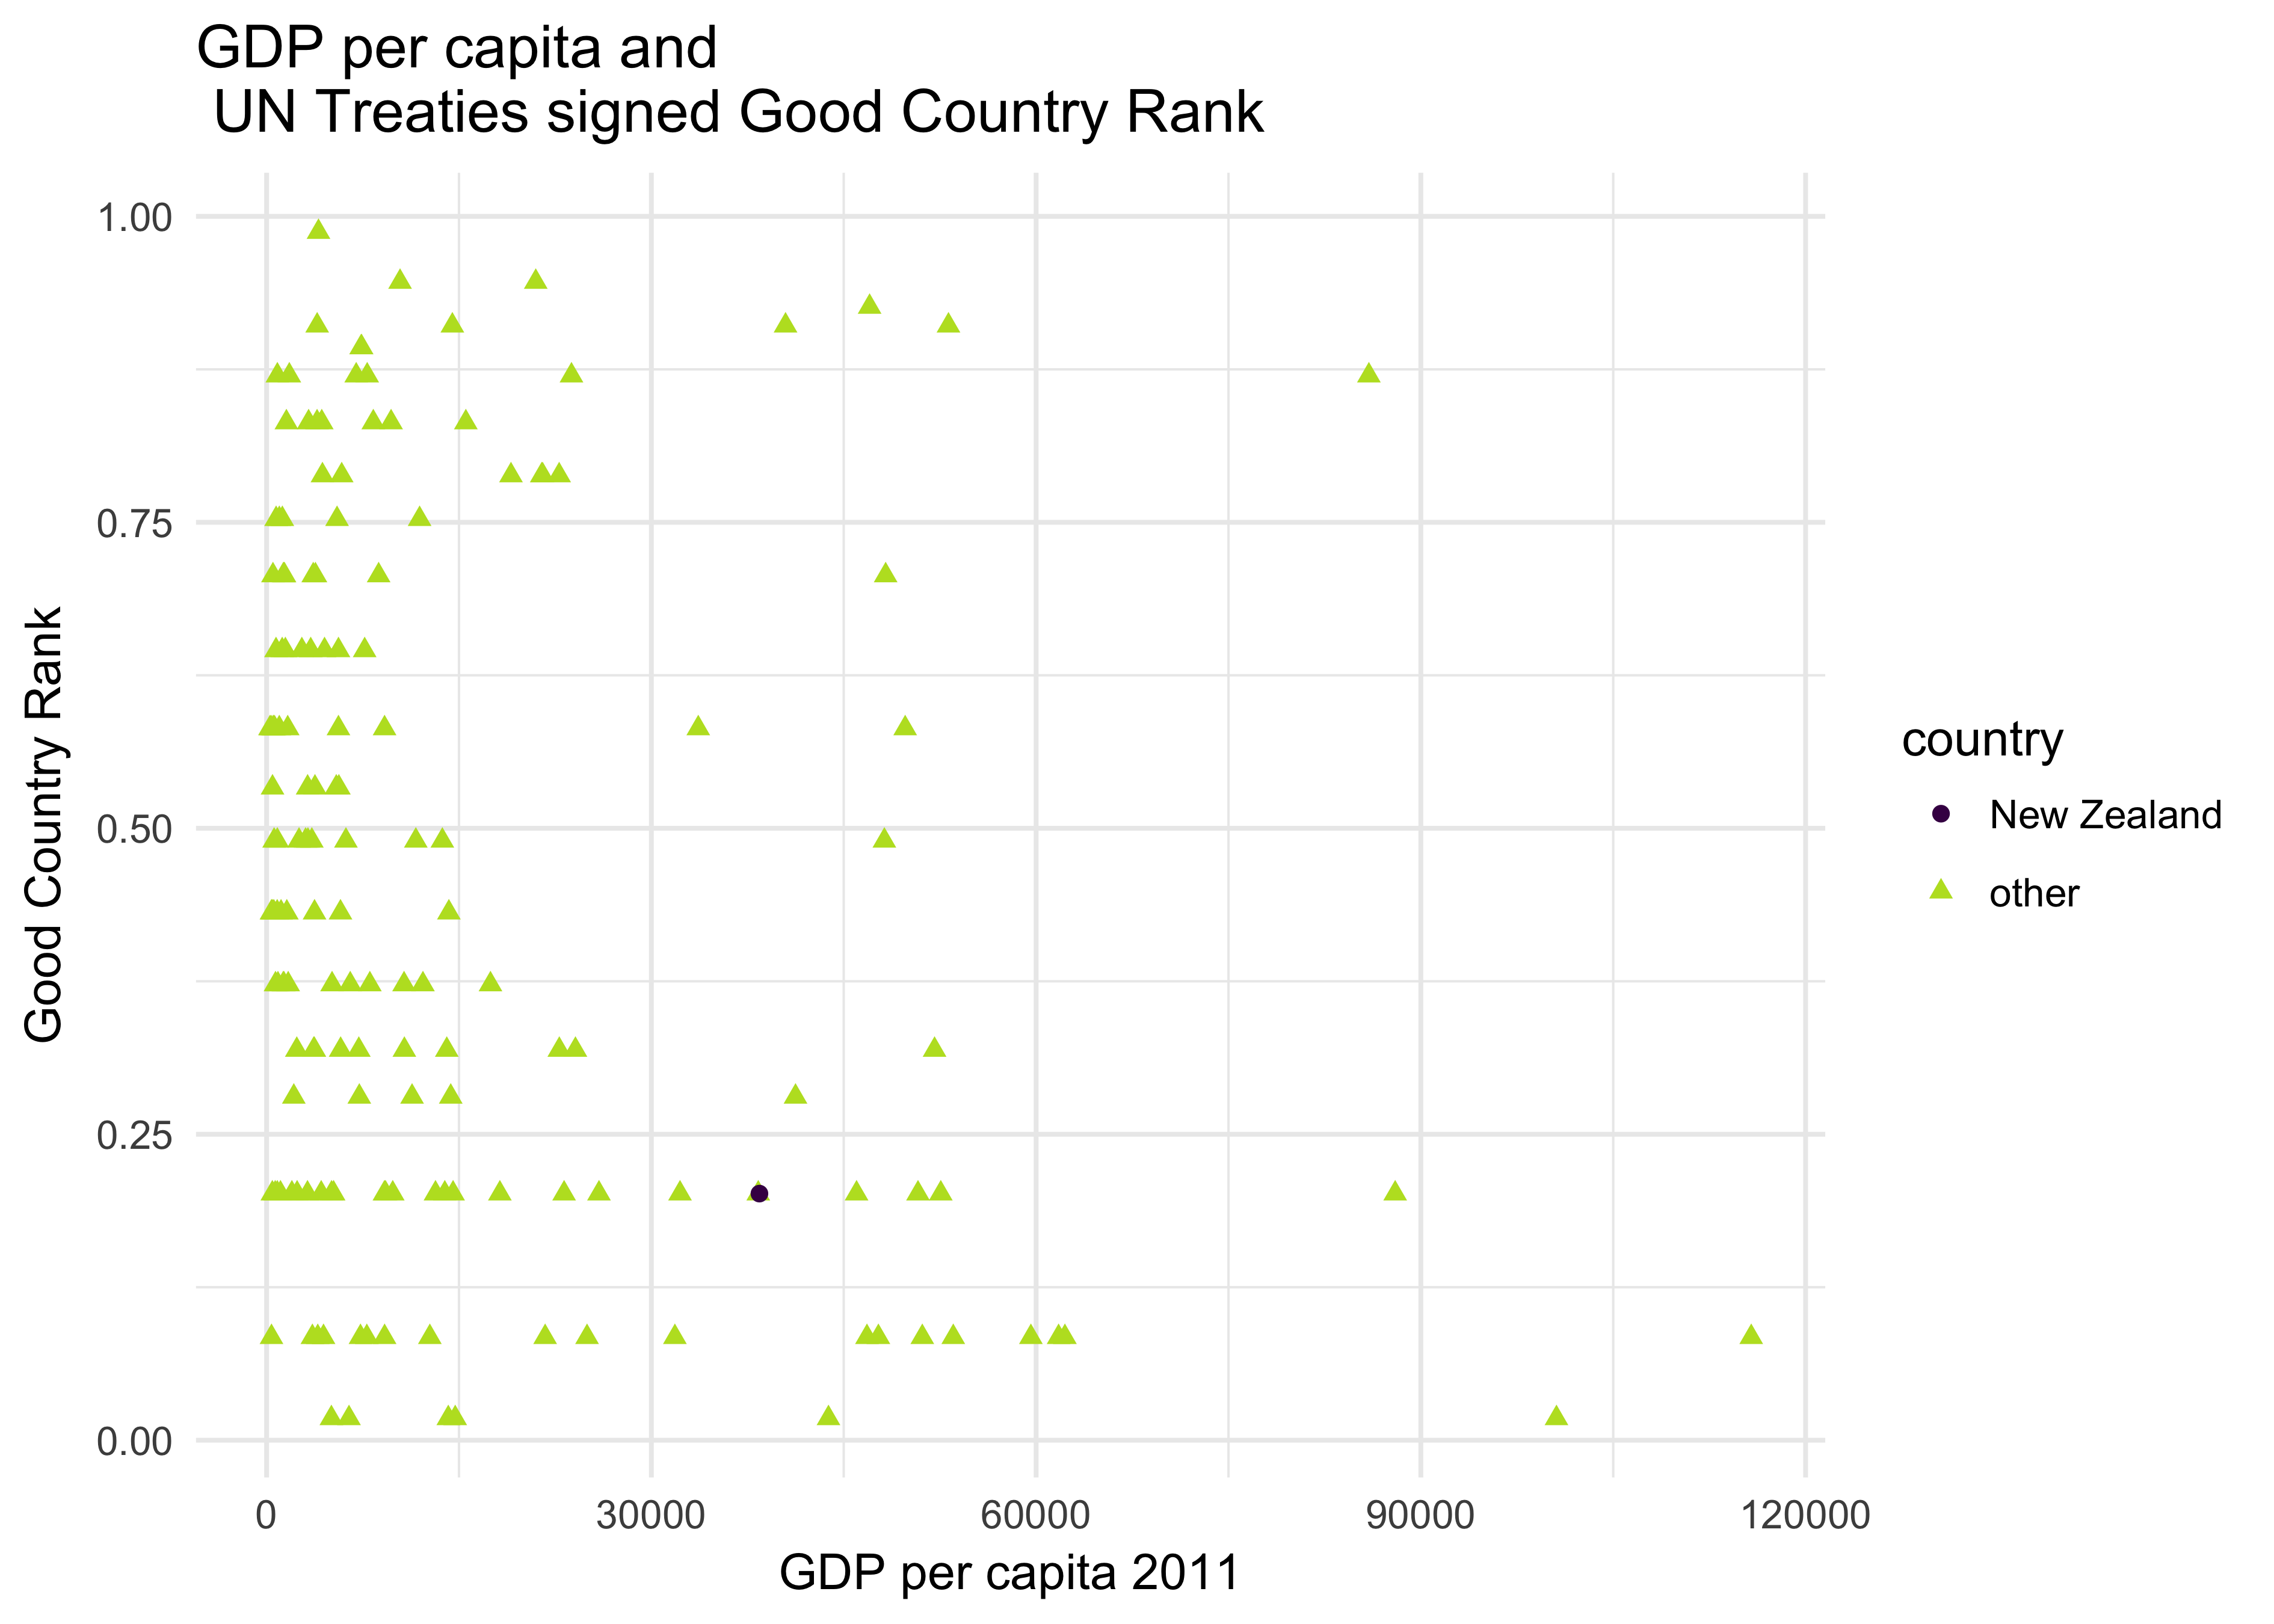 GDP per capita and
UN Treaties signed Good Country Rank
1.00
0.75
0.50
0.25
0.00
Good Country Rank
0
30000
60000
90000
120000
GDP per capita 2011
country
New Zealand
other